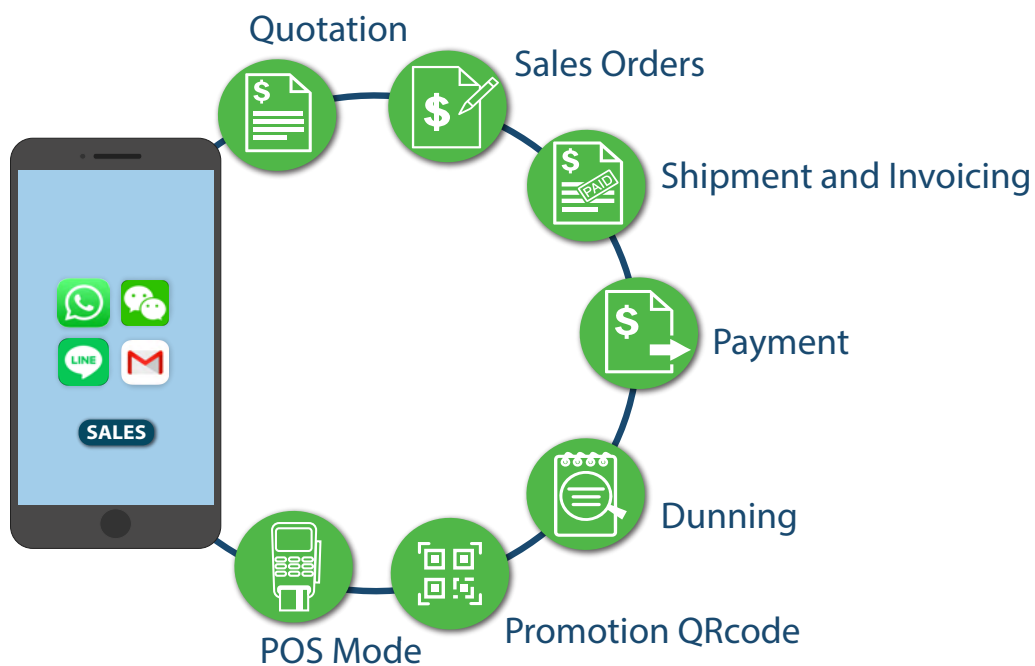 Quotation
Sales Orders
$
$
$
PAID
Shipment and Invoicing
$
Payment
LINE
SALES
Dunning
Promotion QRcode
POS Mode